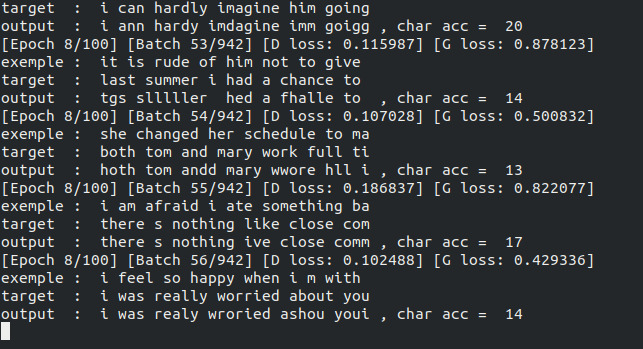 target  :  i can hardly imagine him going
output  :  i ann hardy imdagine imm goigg , char acc =  20
[Epoch 8/100] [Batch 53/942] [D loss: 0.115987] [G loss: 0.878123]
exemple :  it is rude of him not to give
target  :  last summer i had a chance to
output  :  tgs slllller  hed a fhalle to  , char acc =  14
[Epoch 8/100] [Batch 54/942] [D loss: 0.107028] [G loss: 0.500832]
exemple :  she changed her schedule to ma
target  :  both tom and mary work full ti
output  :  hoth tom andd mary wwore hll i , char acc =  13
[Epoch 8/100] [Batch 55/942] [D loss: 0.186837] [G loss: 0.822077]
exemple :  i am afraid i ate something ba
target  :  there s nothing like close com
output  :  there s nothing ive close comm , char acc =  17
[Epoch 8/100] [Batch 56/942] [D loss: 0.102488] [G loss: 0.429336]
exemple :  i feel so happy when i m with
target  :  i was really worried about you
output  :  i was realy wroried ashou youi , char acc =  14